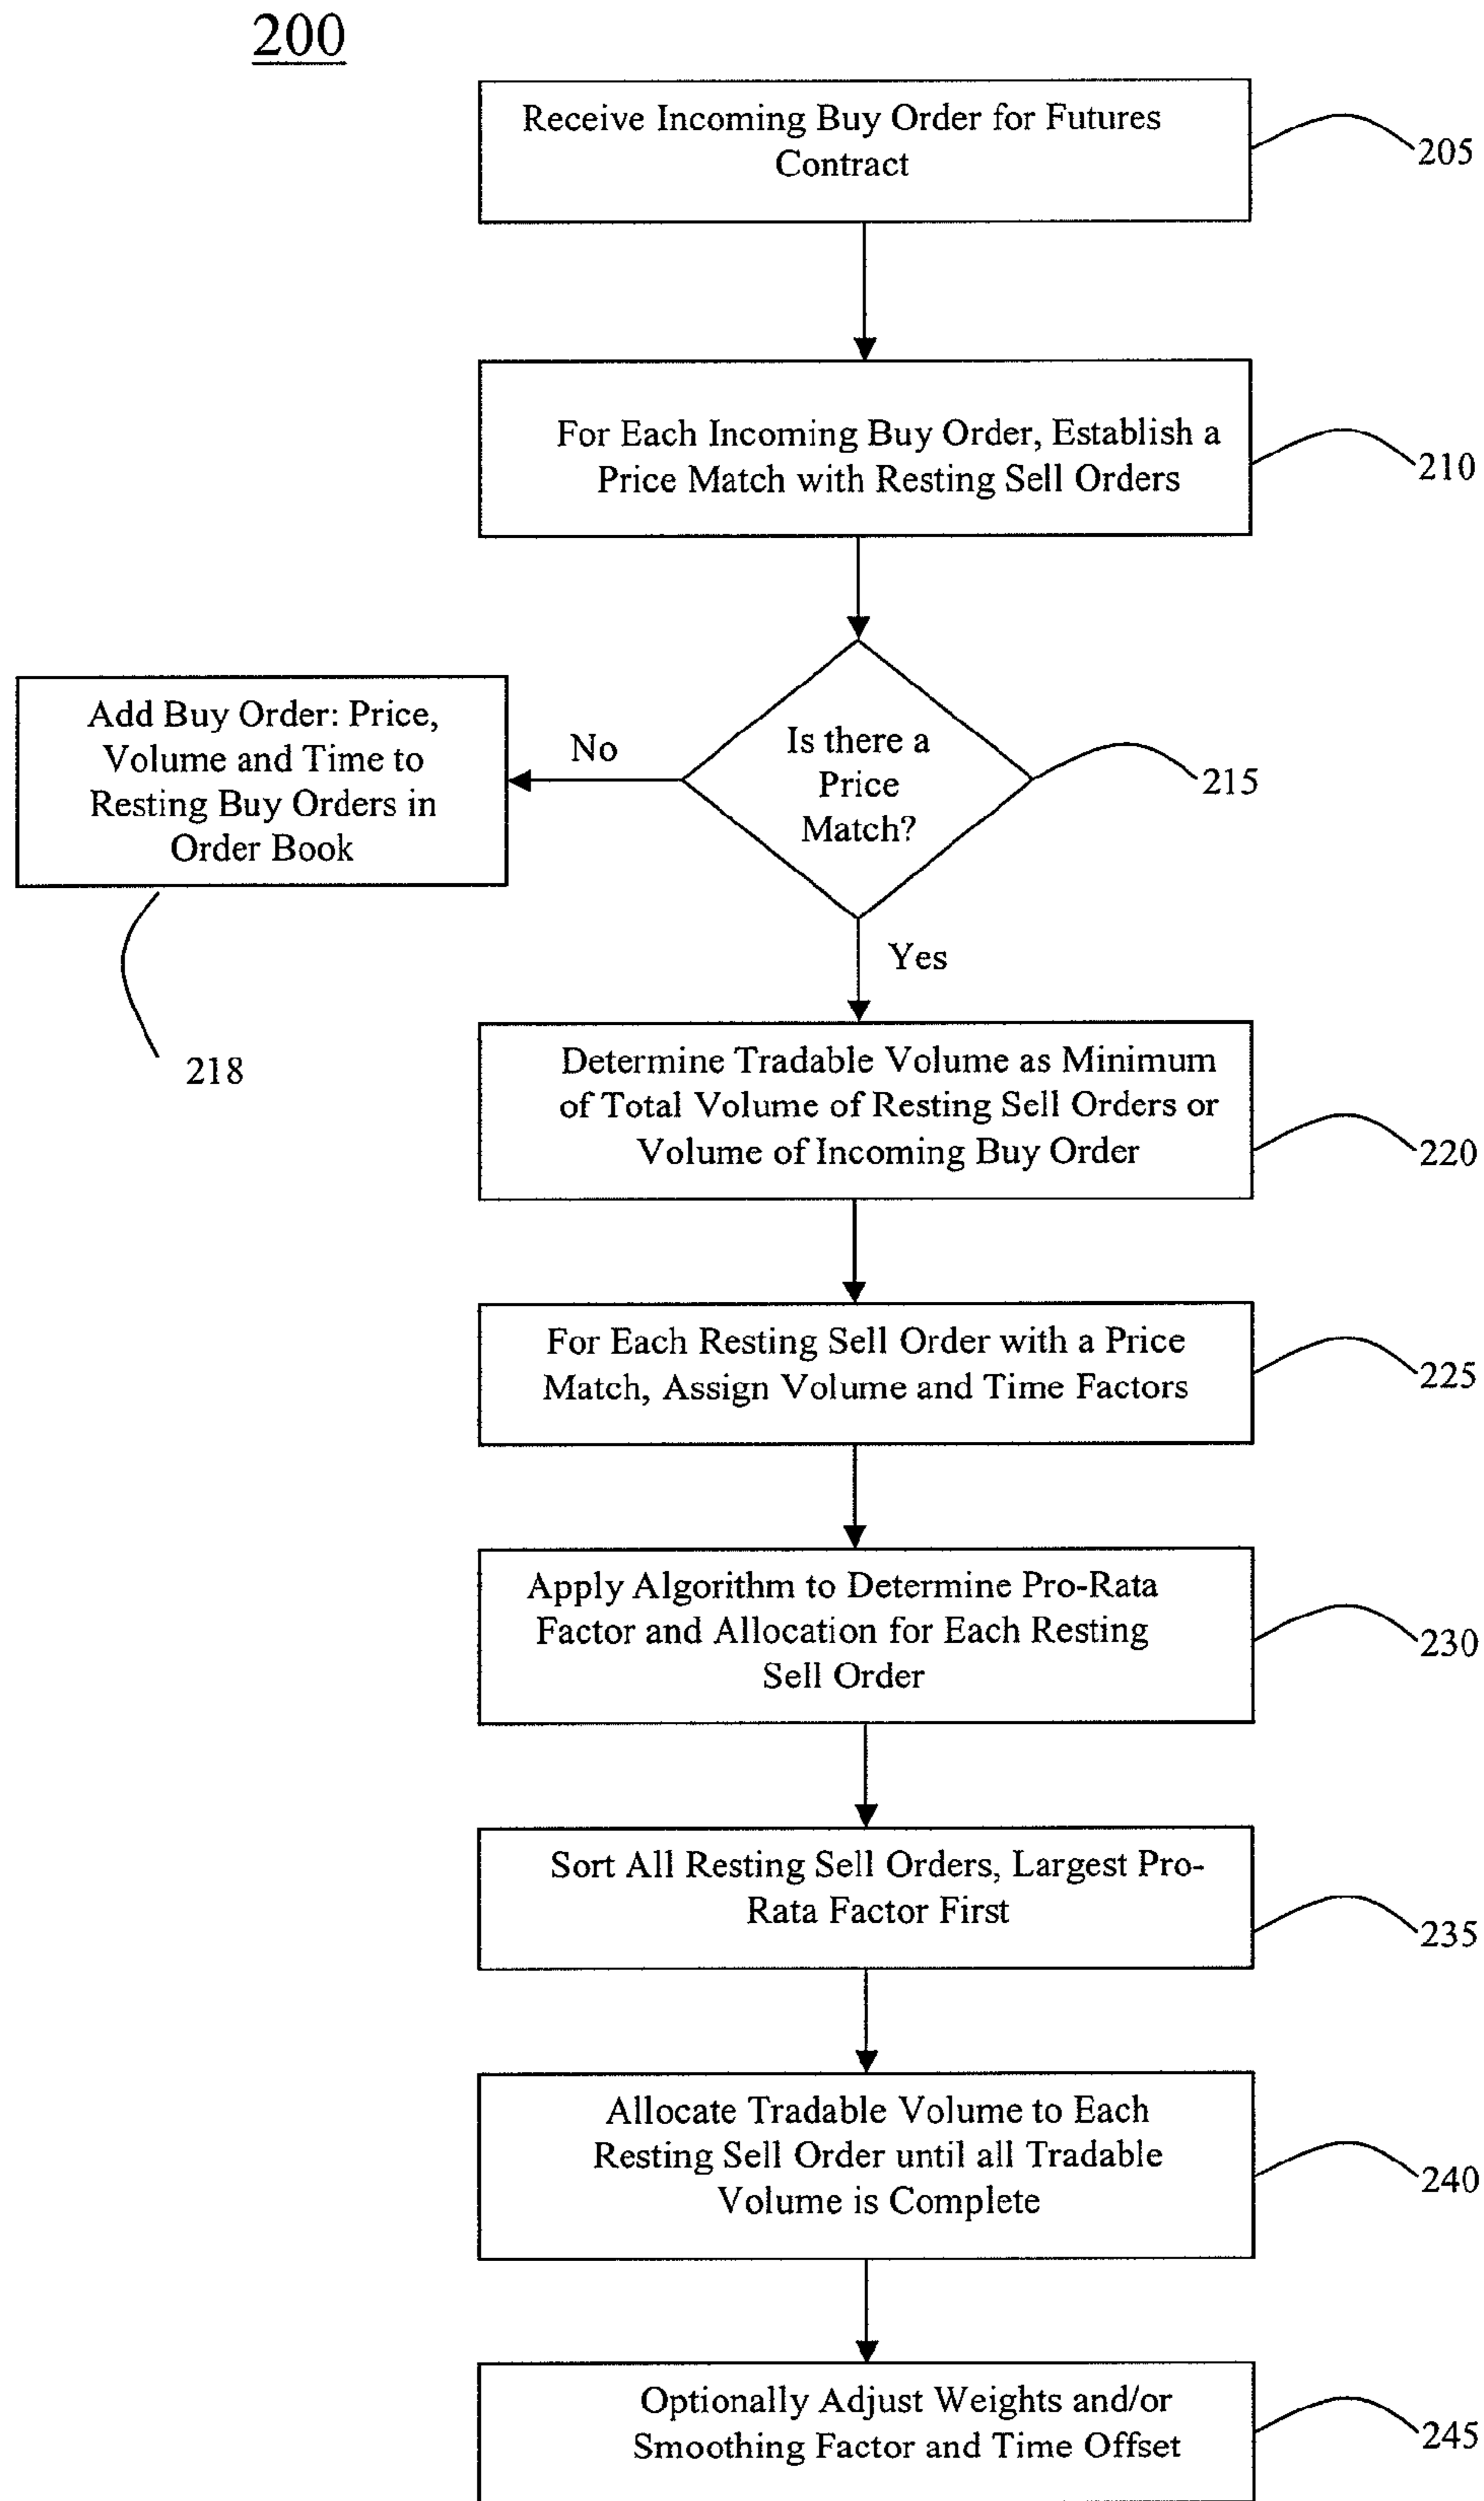 200
Receive Incoming Buy Order for Futures
Contract
205
For Each Incoming Buy Order, Establish a
Price Match with Resting Sell Orders
210
Is there a
Price
Match?
215
No
Add Buy Order: Price,
Volume and Time to
Resting Buy Orders in
Order Book
218
Yes
Determine Tradable Volume as Minimum
of Total Volume of Resting Sell Orders or
Volume of Incoming Buy Order
220
For Each Resting Sell Order with a Price
Match, Assign Volume and Time Factors
225
Apply Algorithm to Determine Pro-Rata
Factor and Allocation for Each Resting
Sell Order
230
Sort All Resting Sell Orders, Largest Pro-
Rata Factor First
235
Allocate Tradable Volume to Each
Resting Sell Order until all Tradable
Volume is Complete
240
Optionally Adjust Weights and/or
Smoothing Factor and Time Offset
245